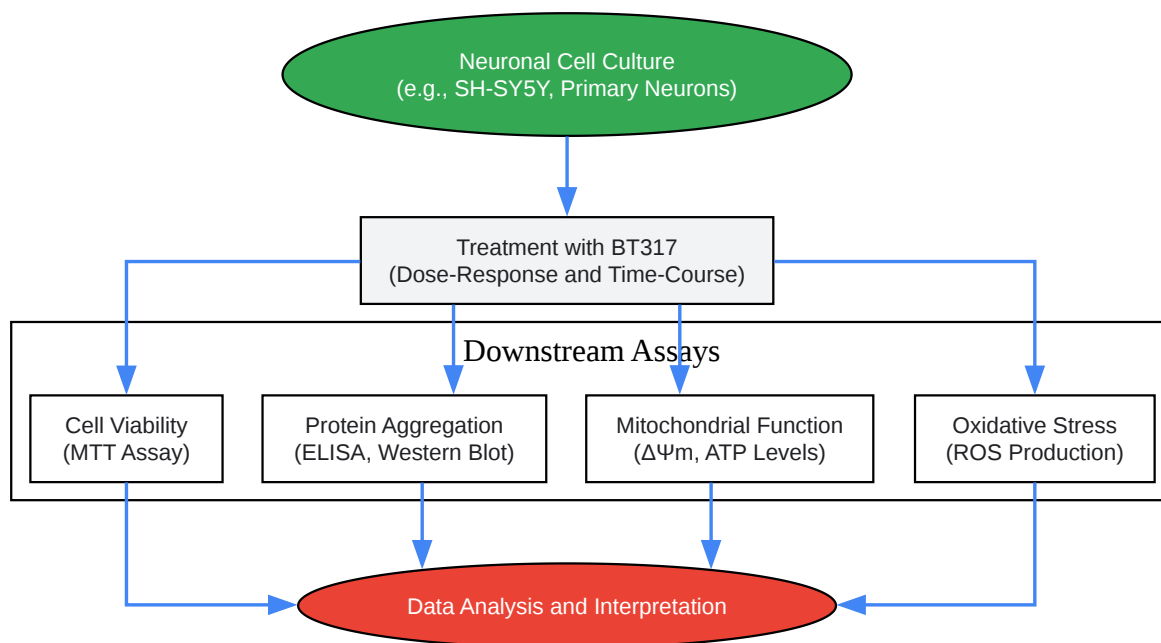 Neuronal Cell Culture
(e.g., SH-SY5Y, Primary Neurons)
Treatment with BT317
(Dose-Response and Time-Course)
Downstream Assays
Cell Viability
(MTT Assay)
Protein Aggregation
(ELISA, Western Blot)
Mitochondrial Function
(ΔΨm, ATP Levels)
Oxidative Stress
(ROS Production)
Data Analysis and Interpretation